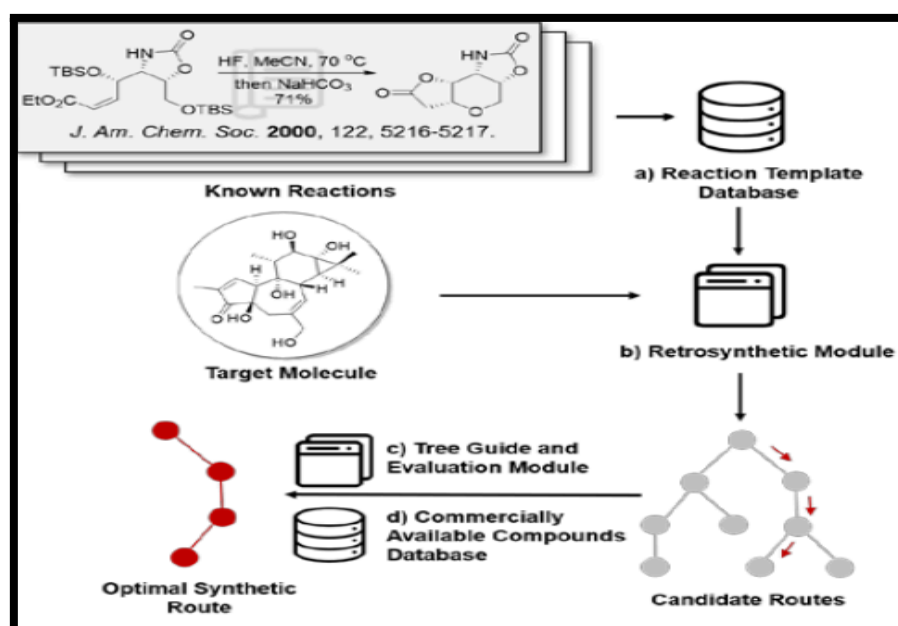 O
HN
O
TBSO
EtO₂C
OTBS
HF, MeCN, 70 °C
then NaHCO₃
71%
O
HN
O
O
O
O
J. Am. Chem. Soc. 2000, 122, 5216-5217.
Known Reactions
a) Reaction Template
Database
HO
OH
H
H
H
OH
O
HO
HO
Target Molecule
b) Retrosynthetic Module
c) Tree Guide and
Evaluation Module
d) Commercially
Available Compounds
Database
Optimal Synthetic
Route
Candidate Routes